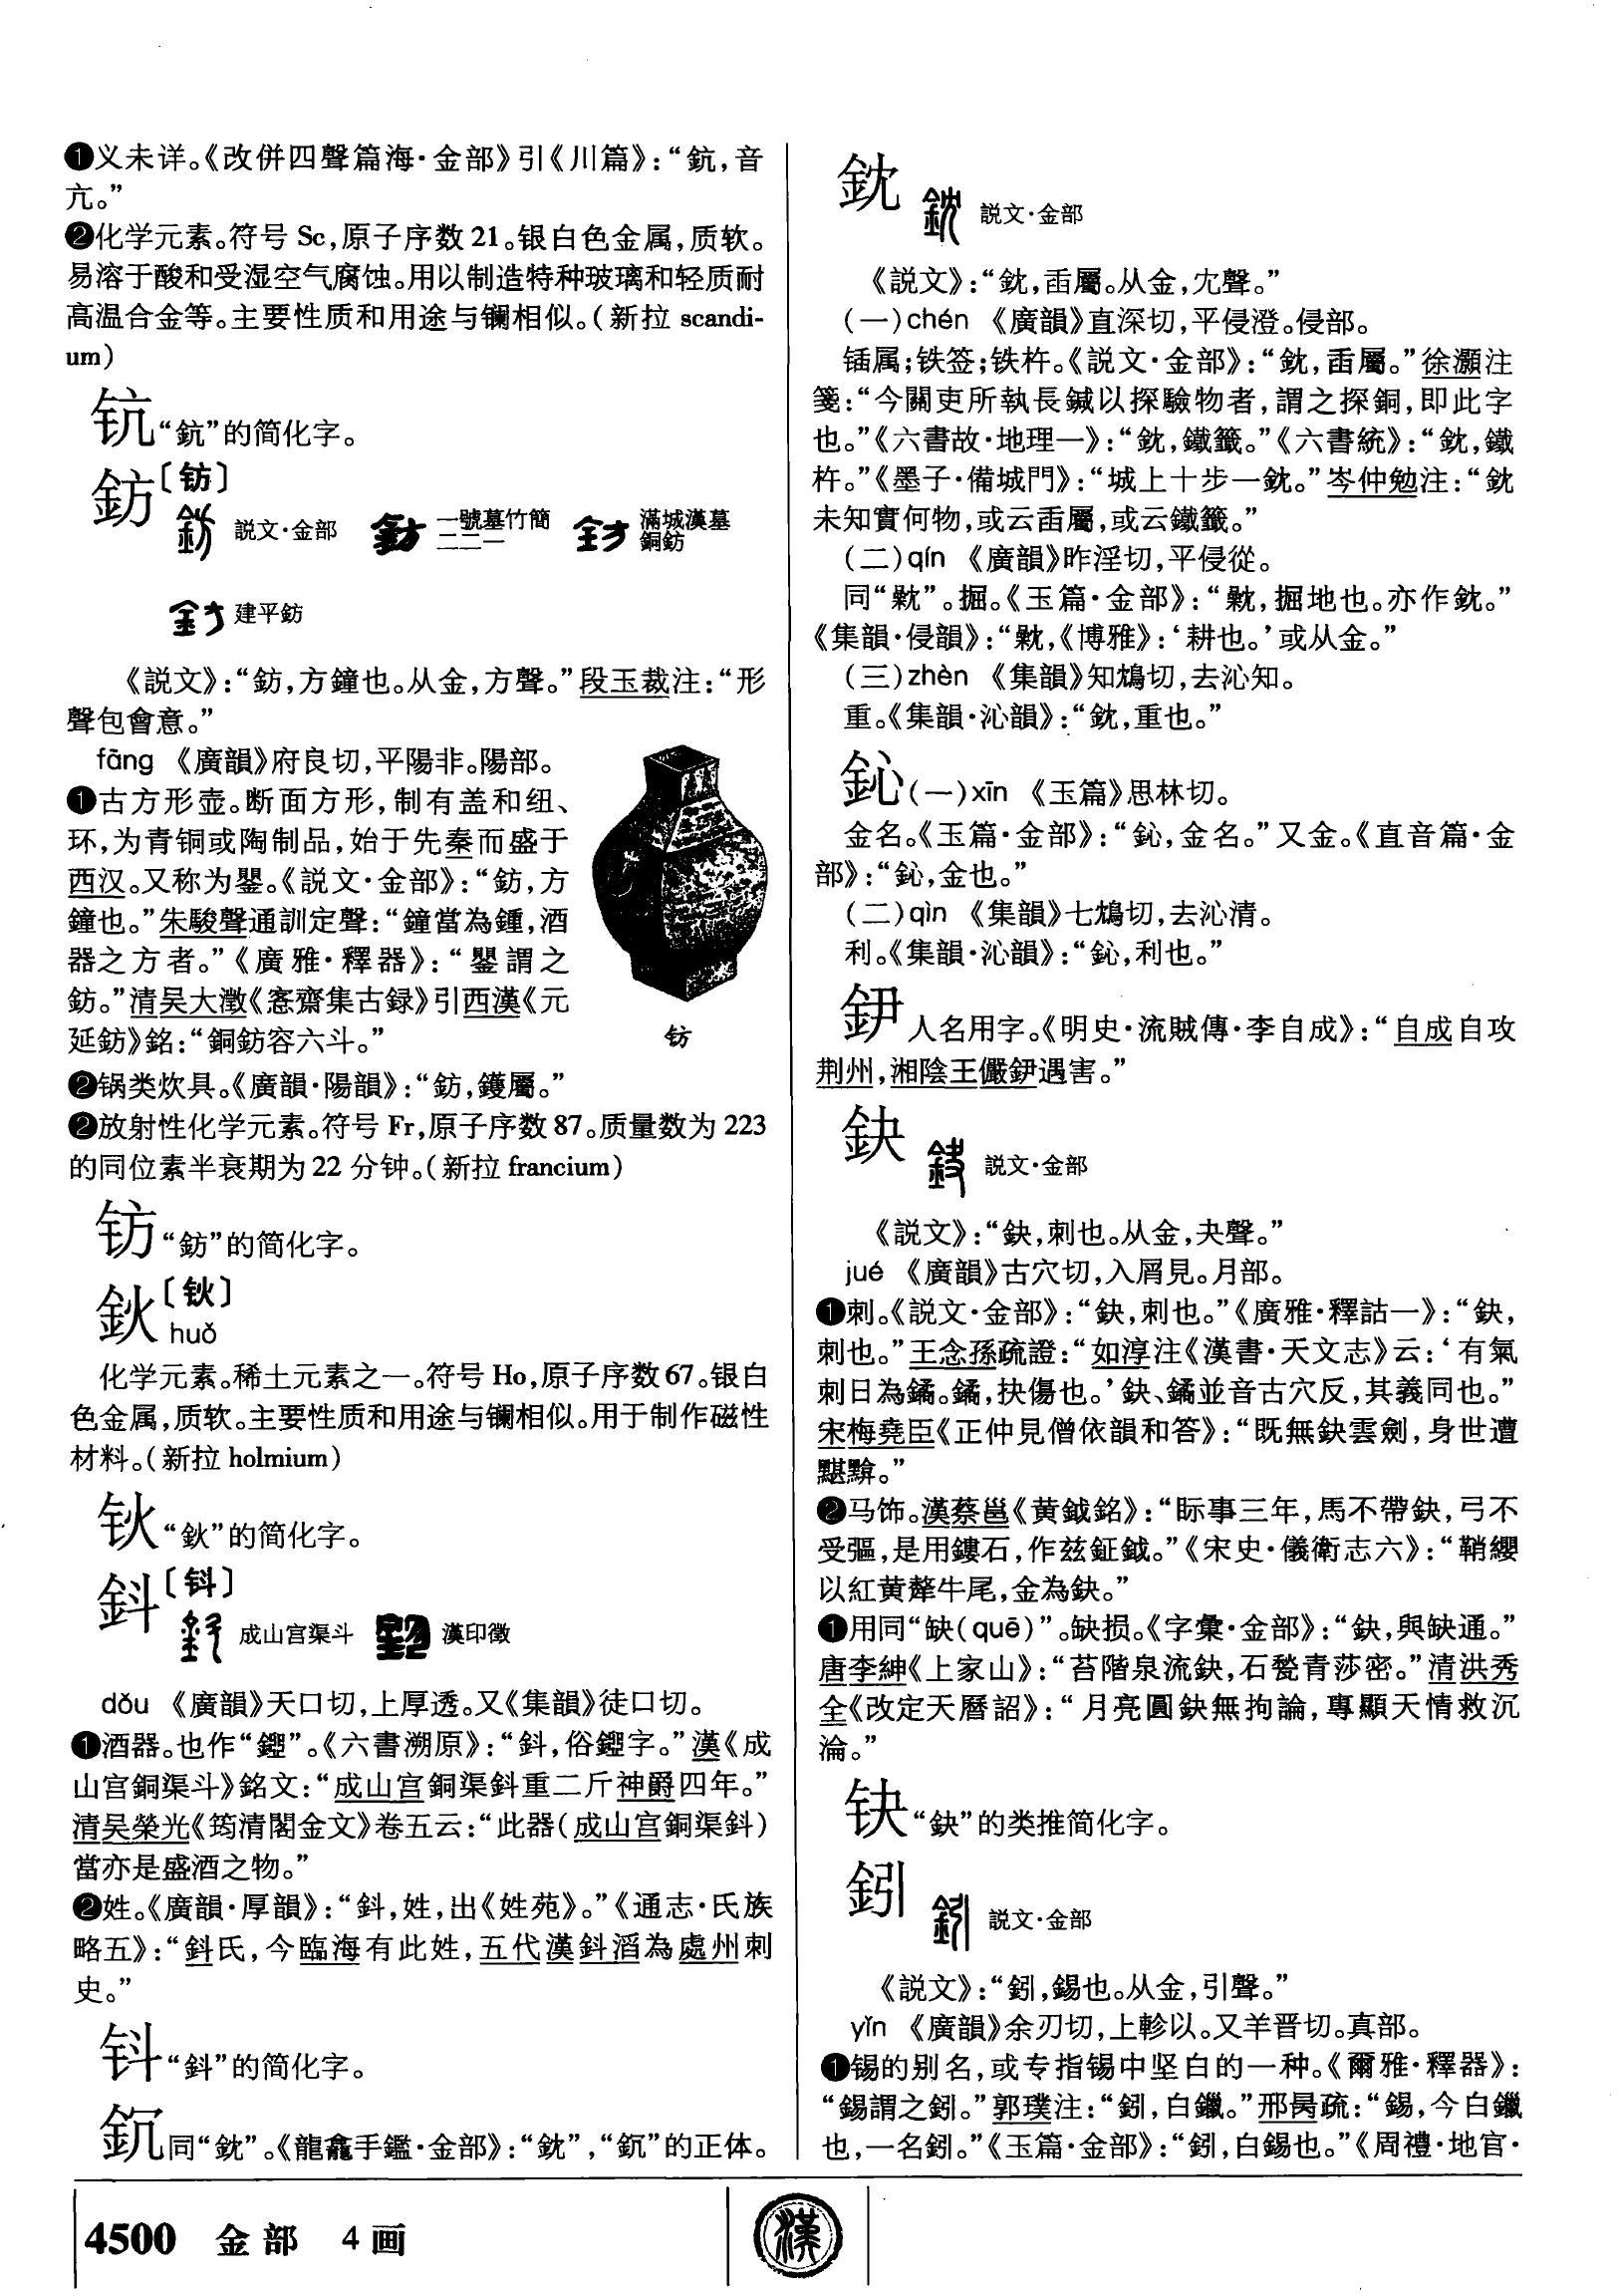 ❶义未详。《改併四聲篇海·金部》引《川篇》：“鈧，音
亢。”
❷化学元素。符号 Sc，原子序数 21。银白色金属，质软。
易溶于酸和受湿空气腐蚀。用以制造特种玻璃和轻质耐
高温合金等。主要性质和用途与镧相似。（新拉 scandi-
um）
钪“鈧”的简化字。
鈁〔钫〕
説文·金部 一號墓竹簡二二一 滿城漢墓銅鈁
建平鈁
《説文》：“鈁，方鐘也。从金，方聲。”段玉裁注：“形
聲包會意。”
fāng 《廣韻》府良切，平陽非。陽部。
❶古方形壶。断面方形，制有盖和纽、
环，为青铜或陶制品，始于先秦而盛于
西汉。又称为鑋。《説文·金部》：“鈁，方
鐘也。”朱駿聲通訓定聲：“鐘當為鍾，酒
器之方者。”《廣雅·釋器》：“鑋謂之
鈁。”清吴大澂《愙齋集古録》引西漢《元
延鈁》銘：“銅鈁容六斗。”
钫
❷锅类炊具。《廣韻·陽韻》：“鈁，鑊屬。”
❷放射性化学元素。符号 Fr，原子序数 87。质量数为 223
的同位素半衰期为 22 分钟。（新拉 francium）
钫“鈁”的简化字。
鈥〔钬〕
huǒ
化学元素。稀土元素之一。符号 Ho，原子序数 67。银白
色金属，质软。主要性质和用途与镧相似。用于制作磁性
材料。（新拉 holmium）
钬“鈥”的简化字。
鈄〔钭〕
成山宫渠斗 漢印徵
dǒu 《廣韻》天口切，上厚透。又《集韻》徒口切。
❶酒器。也作“鋀”。《六書溯原》：“鈄，俗鋀字。”漢《成
山宫銅渠斗》銘文：“成山宫銅渠鈄重二斤神爵四年。”
清吴榮光《筠清閣金文》卷五云：“此器（成山宫銅渠鈄）
當亦是盛酒之物。”
❷姓。《廣韻·厚韻》：“鈄，姓，出《姓苑》。”《通志·氏族
略五》：“鈄氏，今臨海有此姓，五代漢鈄滔為處州刺
史。”
钭“鈄”的简化字。
同“鈂”。《龍龕手鑑·金部》：“鈂”，“”的正体。
鈂 説文·金部
《説文》：“鈂，臿屬。从金，冘聲。”
（一）chén 《廣韻》直深切，平侵澄。侵部。
锸属；铁签；铁杵。《説文·金部》：“鈂，臿屬。”徐灝注
箋：“今關吏所執長鍼以探驗物者，謂之探銅，即此字
也。”《六書故·地理一》：“鈂，鐵籤。”《六書統》：“鈂，鐵
杵。”《墨子·備城門》：“城上十步一鈂。”岑仲勉注：“鈂
未知實何物，或云臿屬，或云鐵籤。”
（二）qín 《廣韻》昨淫切，平侵從。
同“”。掘。《玉篇·金部》：“，掘地也。亦作鈂。”
《集韻·侵韻》：“，《博雅》：‘耕也。’或从金。”
（三）zhèn 《集韻》知鴆切，去沁知。
重。《集韻·沁韻》：“鈂，重也。”
鈊（一）xīn 《玉篇》思林切。
金名。《玉篇·金部》：“鈊，金名。”又金。《直音篇·金
部》：“鈊，金也。”
（二）qìn 《集韻》七鴆切，去沁清。
利。《集韻·沁韻》：“鈊，利也。”
鈟人名用字。《明史·流賊傳·李自成》：“自成自攻
荆州，湘陰王儼鈟遇害。”
鈌 説文·金部
《説文》：“鈌，刺也。从金，夬聲。”
jué 《廣韻》古穴切，入屑見。月部。
❶刺。《説文·金部》：“鈌，刺也。”《廣雅·釋詁一》：“鈌，
刺也。”王念孫疏證：“如淳注《漢書·天文志》云：‘有氣
刺日為鐍。鐍，抉傷也。’鈌、鐍並音古穴反，其義同也。”
宋梅堯臣《正仲見僧依韻和答》：“既無鈌雲劍，身世遭
黮黭。”
❷马饰。漢蔡邕《黄鉞銘》：“眎事三年，馬不帶鈌，弓不
受彄，是用鏤石，作兹鉦鉞。”《宋史·儀衛志六》：“鞘纓
以紅黄犛牛尾，金為鈌。”
❶用同“缺（quē）”。缺损。《字彙·金部》：“鈌，與缺通。”
唐李紳《上家山》：“苔階泉流鈌，石甃青莎密。”清洪秀
全《改定天曆詔》：“月亮圓鈌無拘論，專顯天情救沉
淪。”
“鈌”的类推简化字。
鈏 説文·金部
《説文》：“鈏，錫也。从金，引聲。”
yǐn 《廣韻》余刃切，上軫以。又羊晋切。真部。
❶锡的别名，或专指锡中坚白的一种。《爾雅·釋器》：
“錫謂之鈏。”郭璞注：“鈏，白鑞。”邢昺疏：“錫，今白鑞
也，一名鈏。”《玉篇·金部》：“鈏，白錫也。”《周禮·地官·
4500 金部 4画
漢